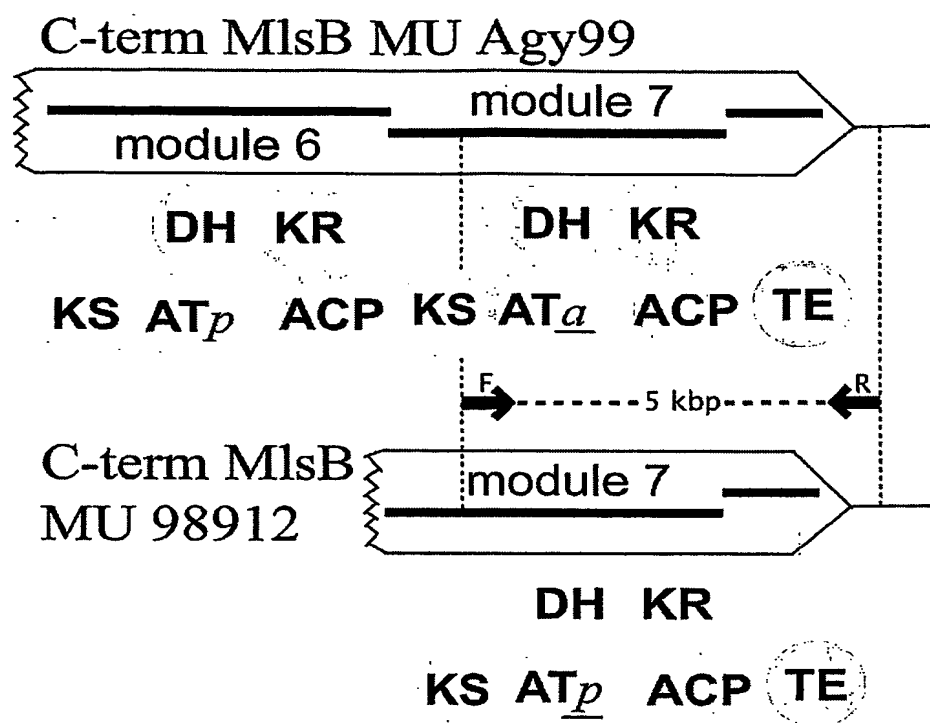 C-term MlsB MU Agy99
module 7
module 6
DH KR DH KR
KS ATp ACP KS ATa ACP TE
F R
5 kbp
C-term MlsB
MU 98912
module 7
DH KR
KS ATp ACP TE